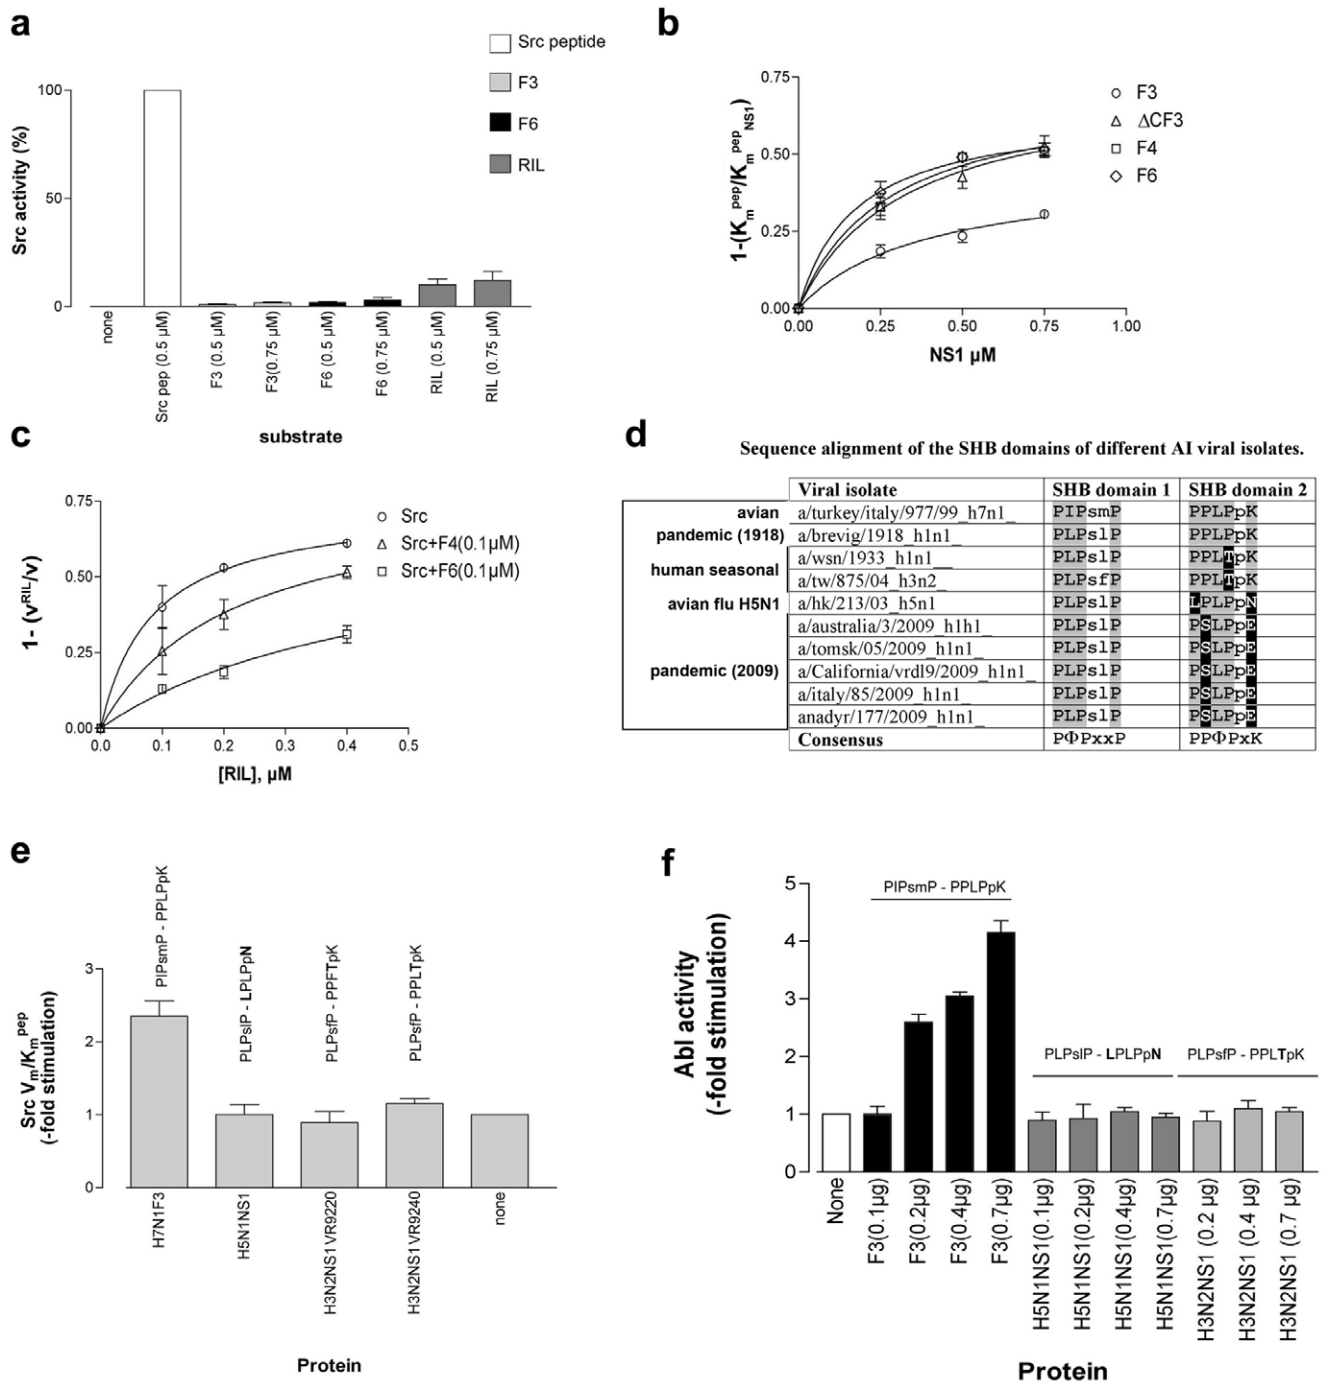 a
Src peptide
F3
F6
RIL
Src activity (%)
100
50
0
none
Src pep (0.5 µM)
F3 (0.5 µM)
F3(0.75 µM)
F6 (0.5 µM)
F6 (0.75 µM)
RIL (0.5 µM)
RIL (0.75 µM)
substrate
b
1-(Km^pep/Km^pep NS1)
0.75
0.50
0.25
0.00
0.00 0.25 0.50 0.75 1.00
NS1 µM
F3
ΔCF3
F4
F6
c
1- (v^RIL/v)
0.75
0.50
0.25
0.00
0.0 0.1 0.2 0.3 0.4 0.5
[RIL], µM
Src
Src+F4(0.1µM)
Src+F6(0.1µM)
d
Sequence alignment of the SHB domains of different AI viral isolates.
Viral isolate SHB domain 1 SHB domain 2
avian a/turkey/italy/977/99_h7n1_ PIPsmP PPLPpK
pandemic (1918) a/brevig/1918_h1n1_ PLPslP PPLPpK
human seasonal
a/wsn/1933_h1n1__ PLPslP PPLTpK
a/tw/875/04_h3n2_ PLPsfP PPLTpK
avian flu H5N1 a/hk/213/03_h5n1 PLPslP LPLPpN
pandemic (2009)
a/australia/3/2009_h1h1_ PLPslP PSLPpE
a/tomsk/05/2009_h1n1_ PLPslP PSLPpE
a/California/vrdl9/2009_h1n1_ PLPslP PSLPpE
a/italy/85/2009_h1n1_ PLPslP PSLPpE
anadyr/177/2009_h1n1_ PLPslP PSLPpE
Consensus PΦPxxP PPΦPxK
e
Src Vm/Km^pep
(-fold stimulation)
3
2
1
0
PIPsmP - PPLPpK
PLPslP - LPLPpN
PLPsfP - PPFTpK
PLPsfP - PPLTpK
H7N1F3
H5N1NS1
H3N2NS1 VR9220
H3N2NS1 VR9240
none
Protein
f
Abl activity
(-fold stimulation)
5
4
3
2
1
0
PIPsmP - PPLPpK
PLPslP - LPLPpN
PLPsfP - PPLTpK
None
F3(0.1µg)
F3(0.2µg)
F3(0.4µg)
F3(0.7µg)
H5N1NS1(0.1µg)
H5N1NS1(0.2µg)
H5N1NS1(0.4µg)
H5N1NS1(0.7µg)
H3N2NS1 (0.2 µg)
H3N2NS1 (0.4 µg)
H3N2NS1 (0.7 µg)
Protein